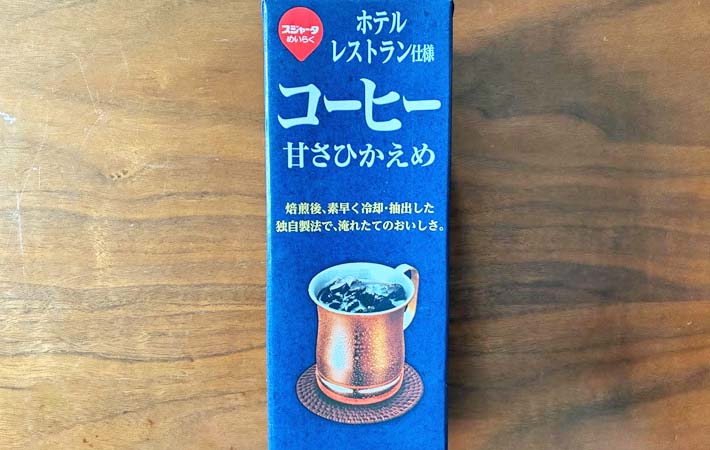 スジャータ
めいらく
ホテル
レストラン仕様
コーヒー
甘さひかえめ
焙煎後、素早く冷却・抽出した
独自製法で、淹れたてのおいしさ。